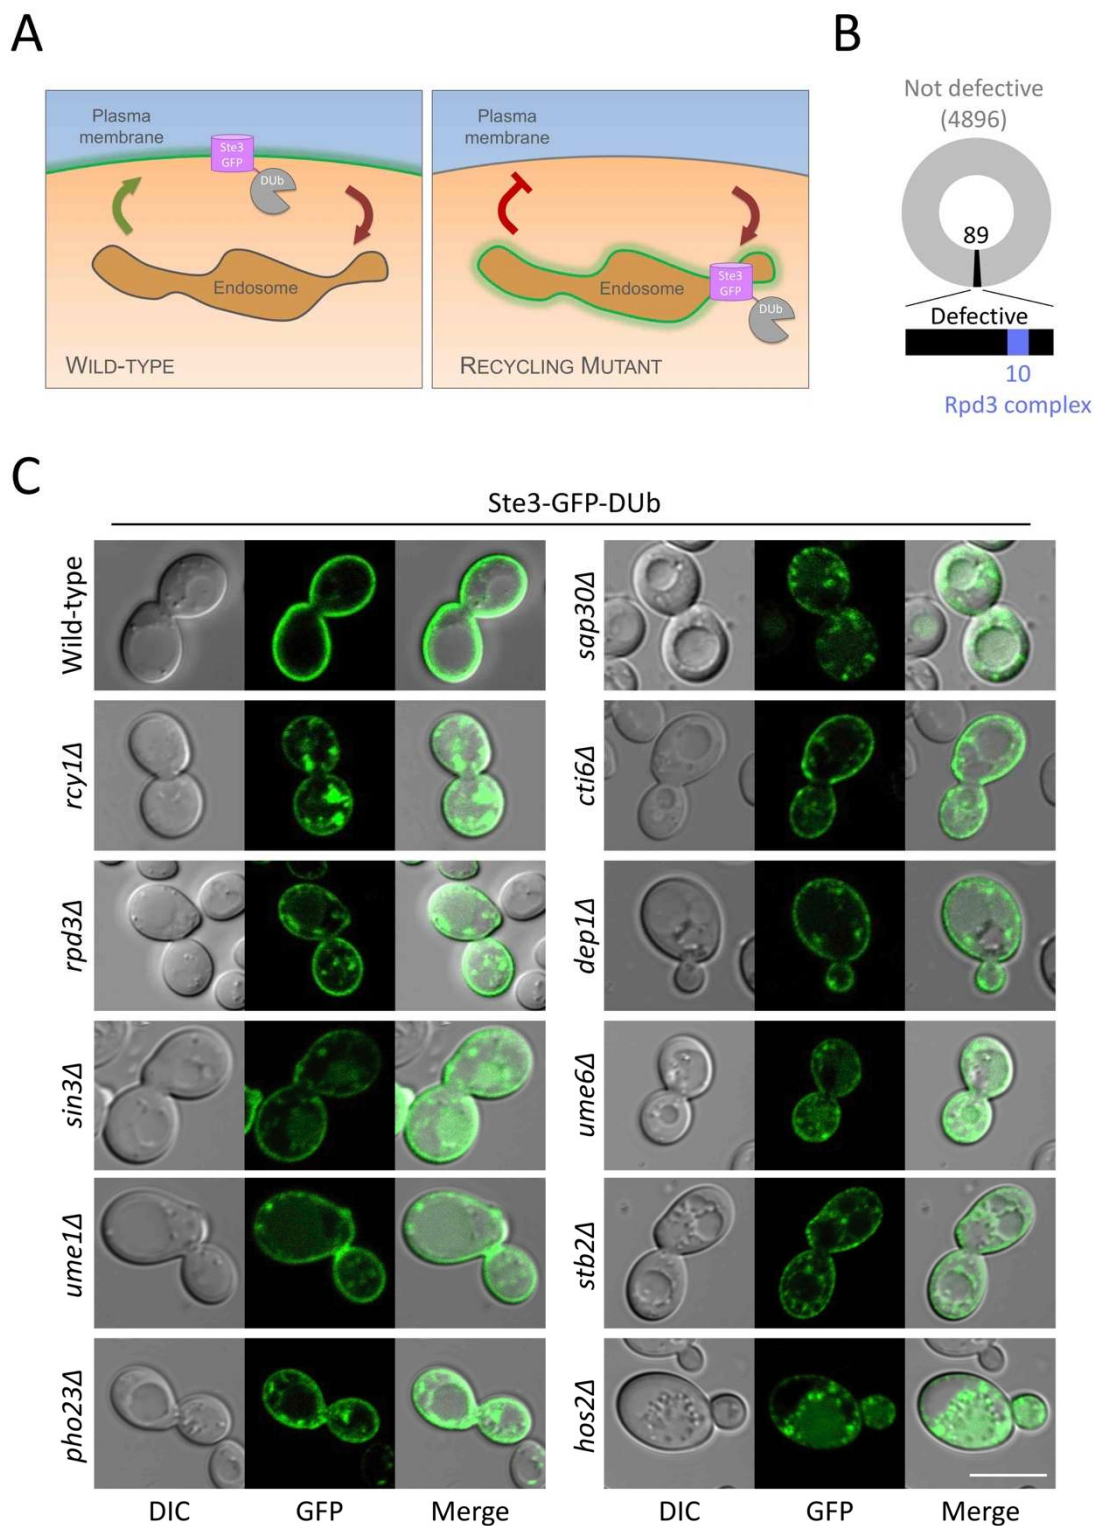 A
B
Plasma
membrane
Ste3
GFP
DUb
Endosome
WILD-TYPE
Plasma
membrane
Ste3
GFP
DUb
Endosome
RECYCLING MUTANT
Not defective
(4896)
89
Defective
10
Rpd3 complex
C
Ste3-GFP-DUb
Wild-type
rcy1Δ
rpd3Δ
sin3Δ
ume1Δ
pho23Δ
DIC GFP Merge
sap30Δ
cti6Δ
dep1Δ
ume6Δ
stb2Δ
hos2Δ
DIC GFP Merge